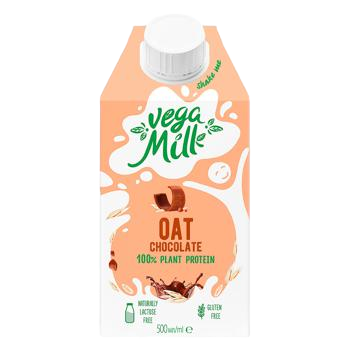 shake me
vega
Milk
OAT
CHOCOLATE
100% PLANT PROTEIN
NATURALLY
LACTOSE
FREE
GLUTEN
FREE
500мл/ml ℮